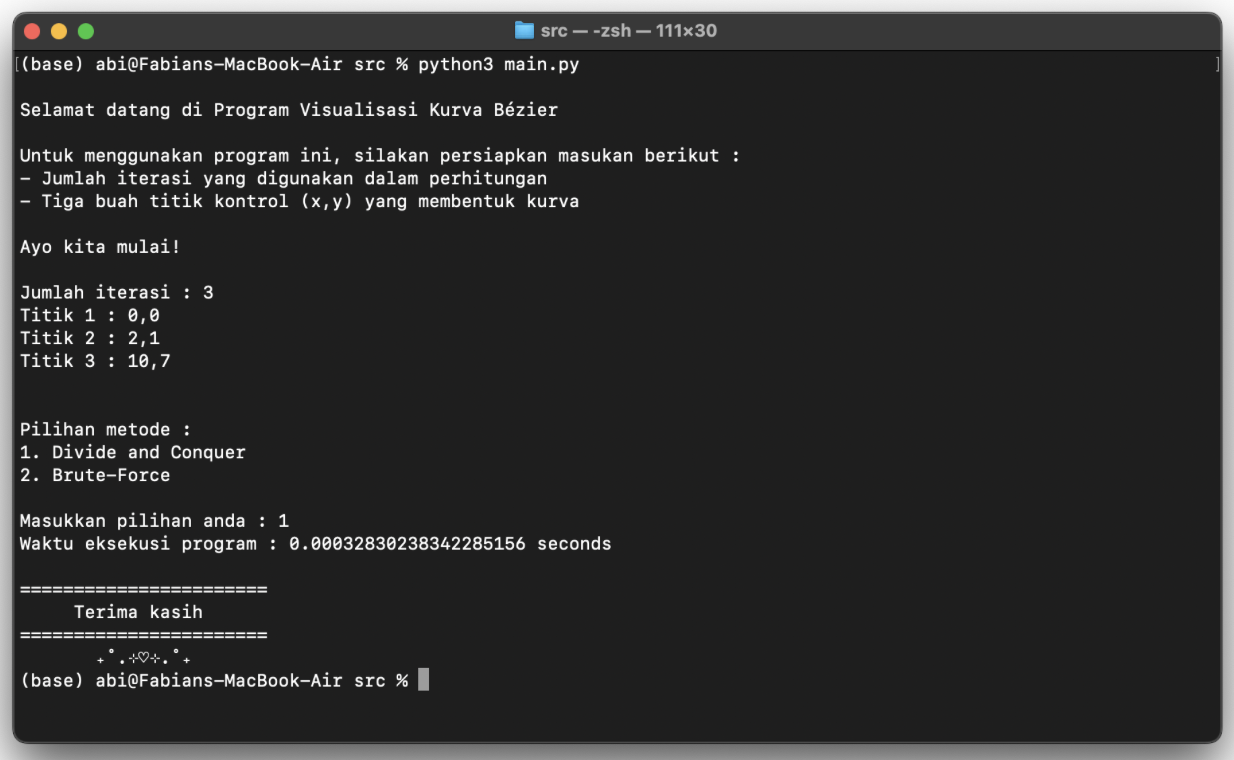 src — -zsh — 111×30
(base) abi@Fabians-MacBook-Air src % python3 main.py
Selamat datang di Program Visualisasi Kurva Bézier
Untuk menggunakan program ini, silakan persiapkan masukan berikut :
- Jumlah iterasi yang digunakan dalam perhitungan
- Tiga buah titik kontrol (x,y) yang membentuk kurva
Ayo kita mulai!
Jumlah iterasi : 3
Titik 1 : 0,0
Titik 2 : 2,1
Titik 3 : 10,7
Pilihan metode :
1. Divide and Conquer
2. Brute-Force
Masukkan pilihan anda : 1
Waktu eksekusi program : 0.00032830238342285156 seconds
=======================
Terima kasih
=======================
₊˚.⊹♡⊹.˚₊
(base) abi@Fabians-MacBook-Air src %